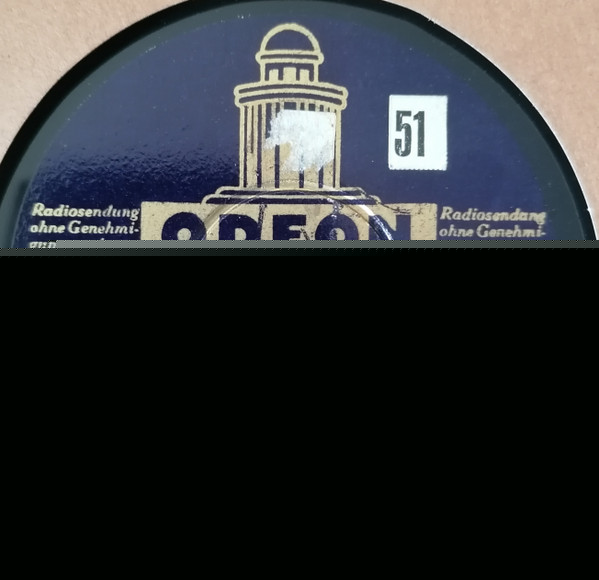 51
Radiosendung
ohne Genehmi-
ODEON
Radiosendung
ohne Genehmi-